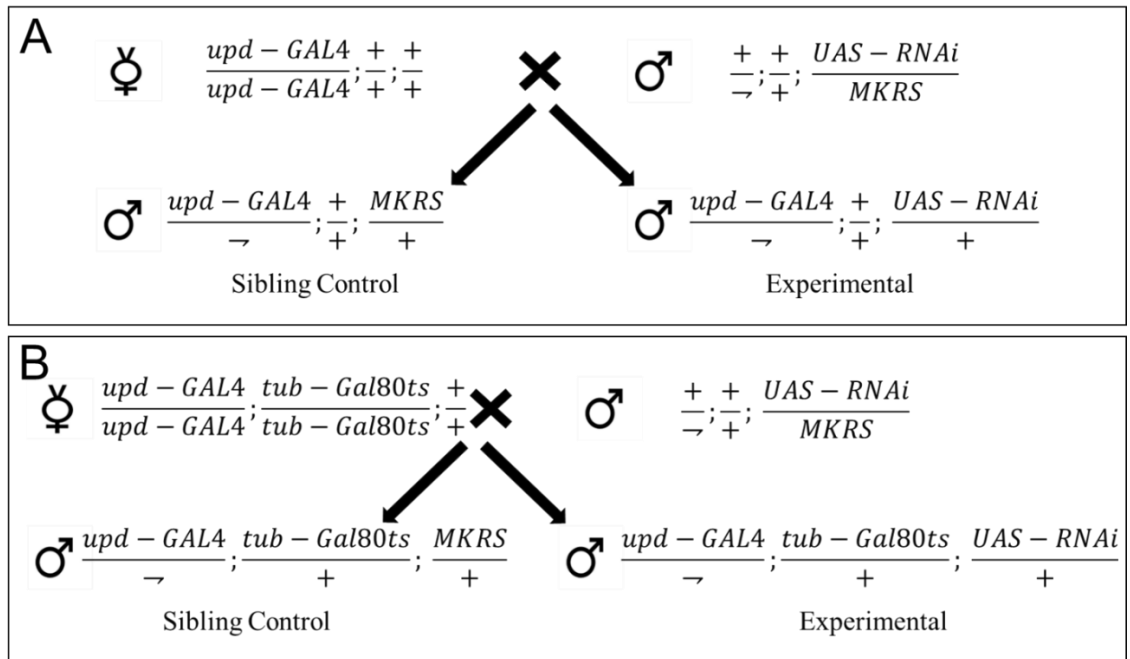 A
☿ upd − GAL4 / upd − GAL4 ; + / + ; + / + × ♂ + / ⇁ ; + / + ; UAS − RNAi / MKRS
♂ upd − GAL4 / ⇁ ; + / + ; MKRS / + ♂ upd − GAL4 / ⇁ ; + / + ; UAS − RNAi / +
Sibling Control Experimental
B
☿ upd − GAL4 / upd − GAL4 ; tub − Gal80ts / tub − Gal80ts ; + / + × ♂ + / ⇁ ; + / + ; UAS − RNAi / MKRS
♂ upd − GAL4 / ⇁ ; tub − Gal80ts / + ; MKRS / + ♂ upd − GAL4 / ⇁ ; tub − Gal80ts / + ; UAS − RNAi / +
Sibling Control Experimental